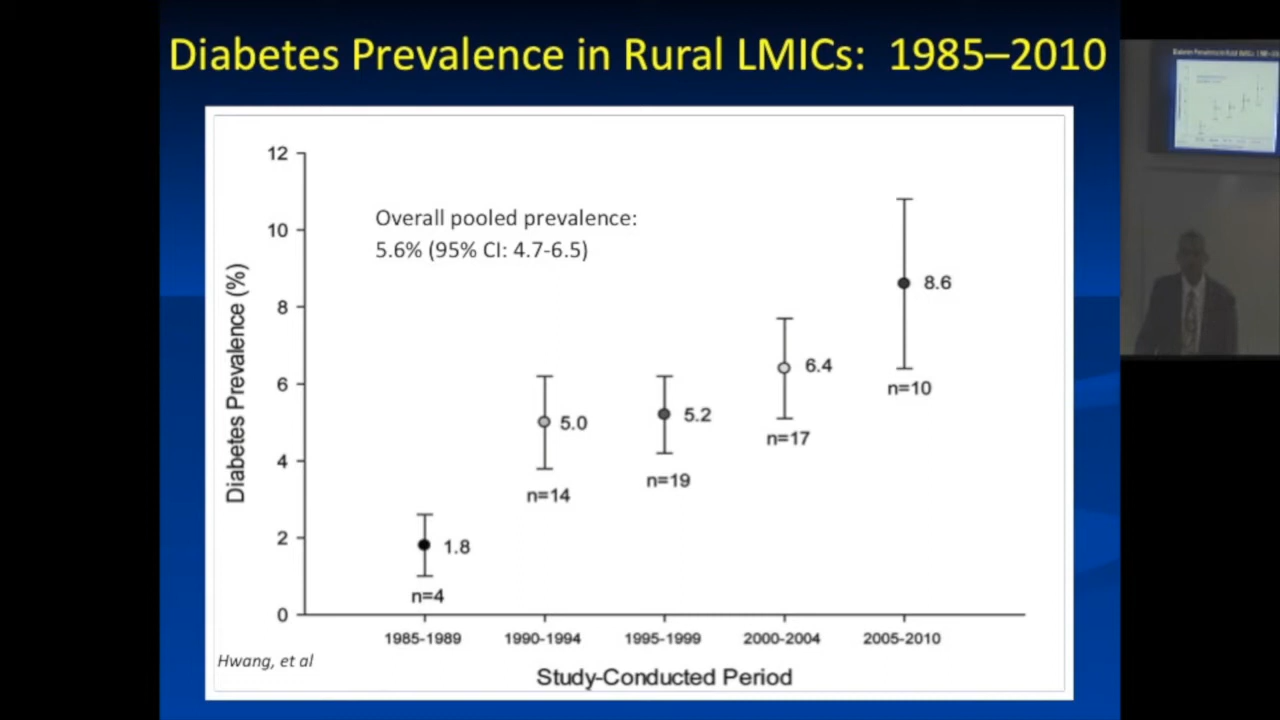 Diabetes Prevalence in Rural LMICs: 1985–2010
Overall pooled prevalence:
5.6% (95% CI: 4.7-6.5)
Diabetes Prevalence (%)
12
10
8
6
4
2
0
1.8
n=4
5.0
n=14
5.2
n=19
6.4
n=17
8.6
n=10
1985-1989
1990-1994
1995-1999
2000-2004
2005-2010
Study-Conducted Period
Hwang, et al